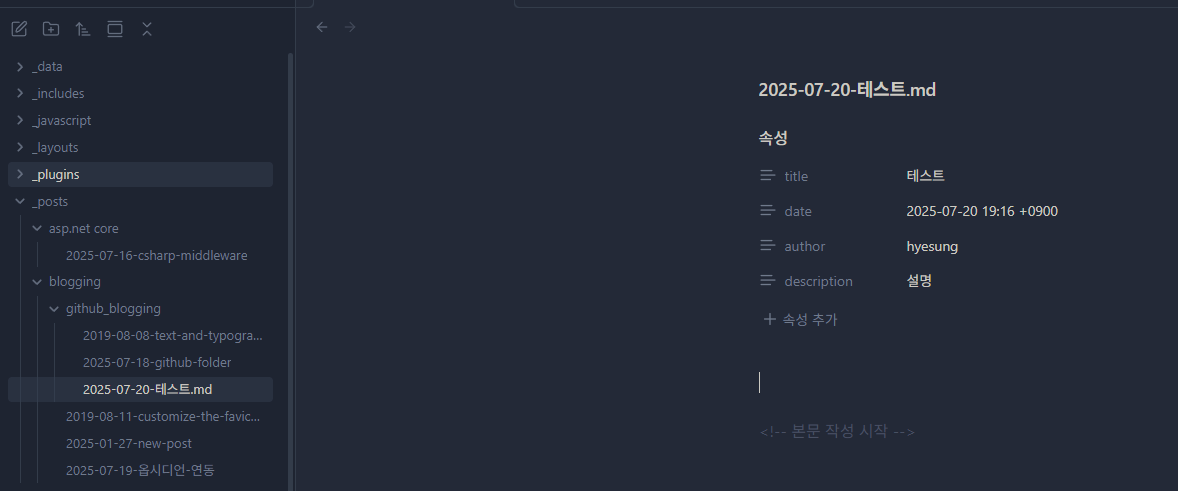 _data
_includes
_javascript
_layouts
_plugins
_posts
asp.net core
2025-07-16-csharp-middleware
blogging
github_blogging
2019-08-08-text-and-typogra...
2025-07-18-github-folder
2025-07-20-테스트.md
2019-08-11-customize-the-favic...
2025-01-27-new-post
2025-07-19-옵시디언-연동
2025-07-20-테스트.md
속성
title 테스트
date 2025-07-20 19:16 +0900
author hyesung
description 설명
속성 추가
<!-- 본문 작성 시작 -->